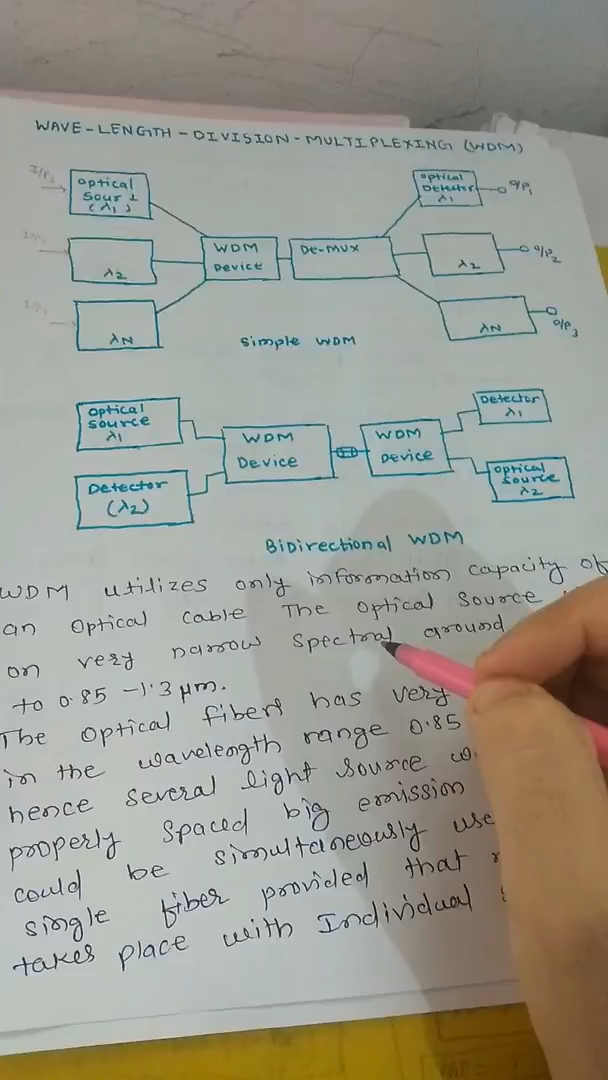 WAVE-LENGTH-DIVISION-MULTIPLEXING (WDM)
I/P1
Optical
Sour 1
(λ1)
Optical
Detector
λ1
O/P1
λ2
WDM
Device
De-MUX
λ2
O/P2
λN
λN
O/P3
Simple WDM
Optical
source
λ1
WDM
Device
WDM
Device
Detector
λ1
Detector
(λ2)
Optical
source
λ2
Bidirectional WDM
WDM utilizes only information capacity of
an optical cable The optical source
on very narrow spectral around
to 0.85 -1.3 μm.
The optical fibers has very
in the wavelength range 0.85
hence several light source
properly spaced big emission
could be simultaneously use
single fiber provided that
takes place with Individual